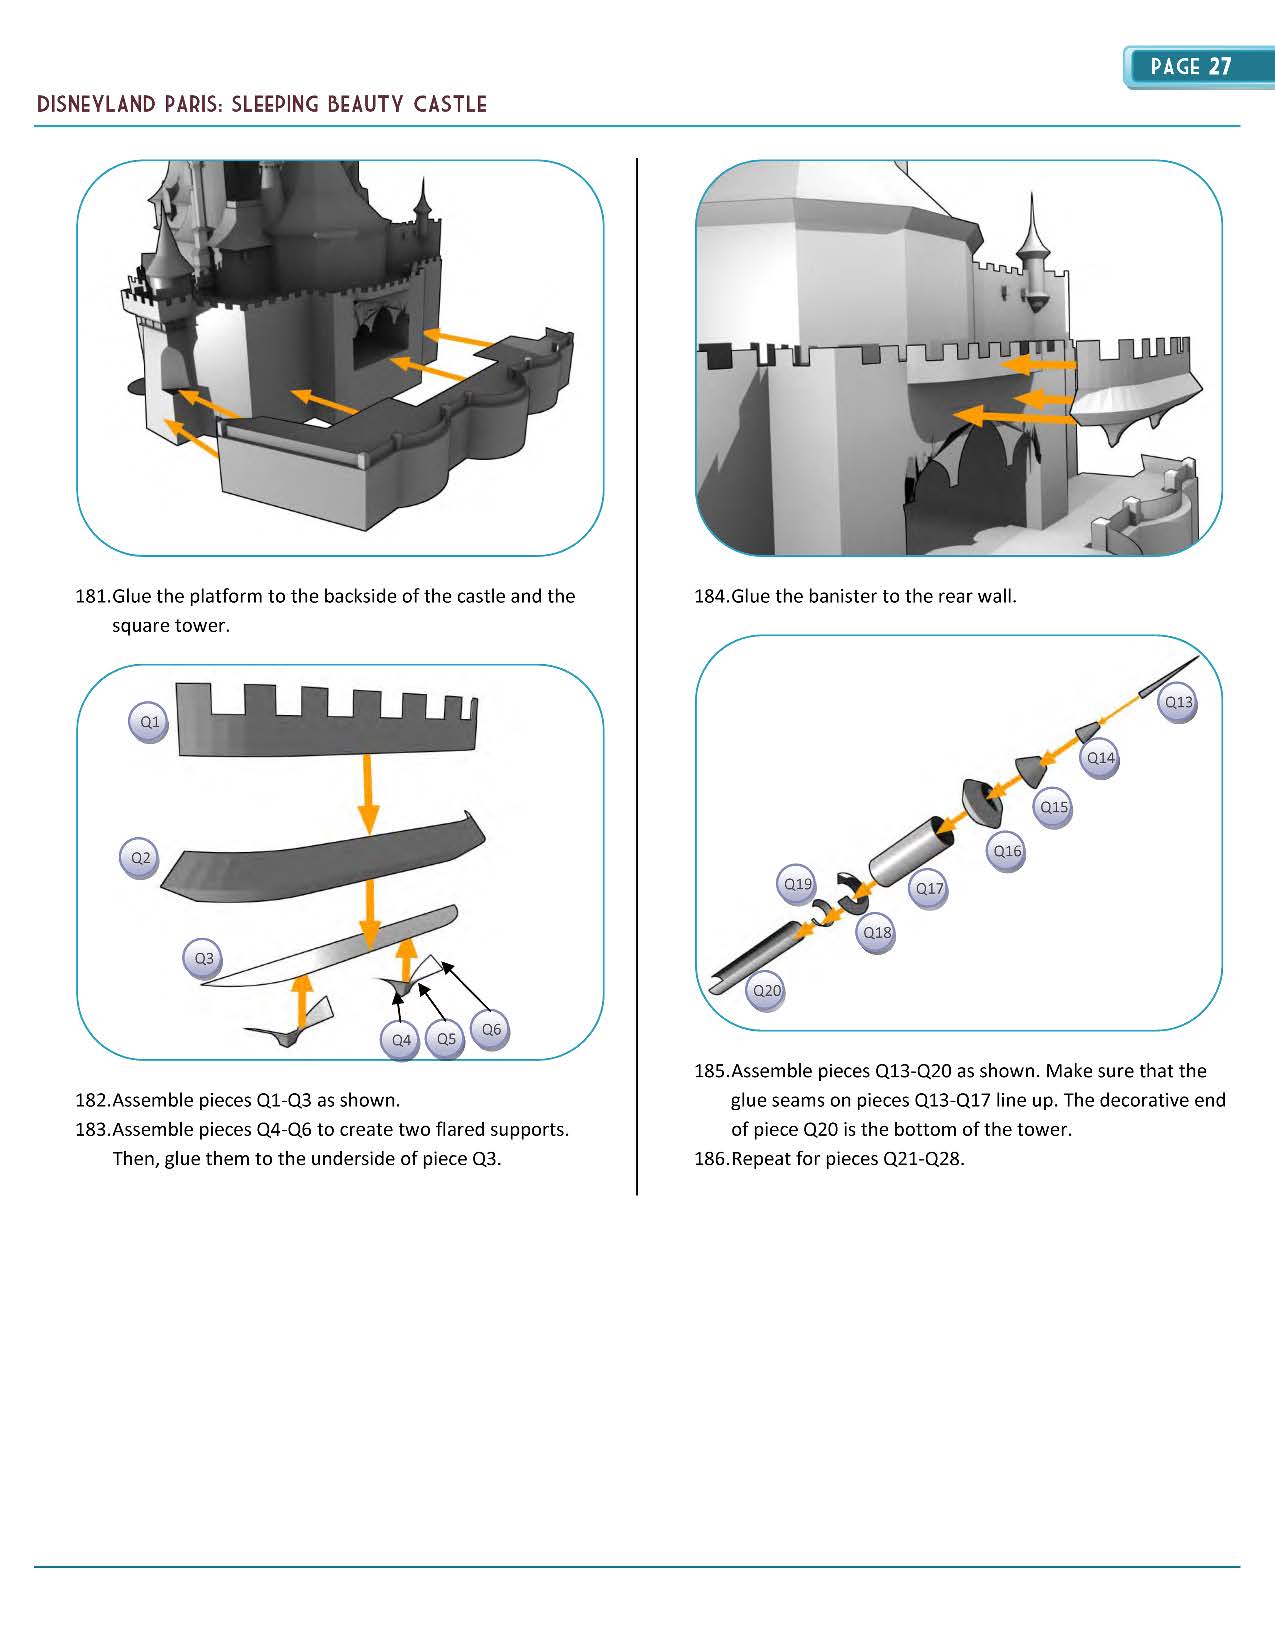 PAGE 27
DISNEYLAND PARIS: SLEEPING BEAUTY CASTLE
181.Glue the platform to the backside of the castle and the
square tower.
Q1
Q2
Q3
Q4
Q5
Q6
182.Assemble pieces Q1-Q3 as shown.
183.Assemble pieces Q4-Q6 to create two flared supports.
Then, glue them to the underside of piece Q3.
184.Glue the banister to the rear wall.
Q13
Q14
Q15
Q16
Q17
Q18
Q19
Q20
185.Assemble pieces Q13-Q20 as shown. Make sure that the
glue seams on pieces Q13-Q17 line up. The decorative end
of piece Q20 is the bottom of the tower.
186.Repeat for pieces Q21-Q28.